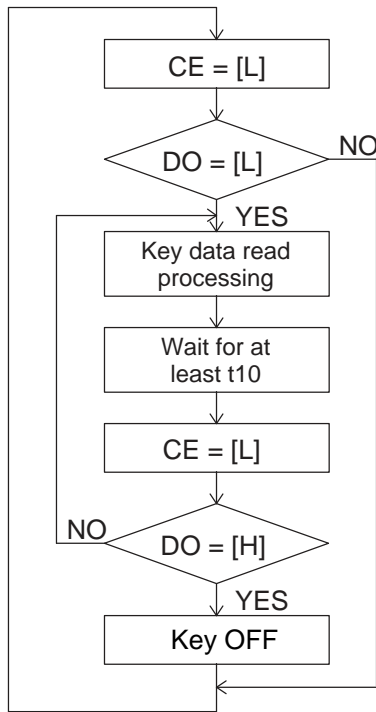 CE = [L]
DO = [L]
NO
YES
Key data read
processing
Wait for at
least t10
CE = [L]
NO
DO = [H]
YES
Key OFF